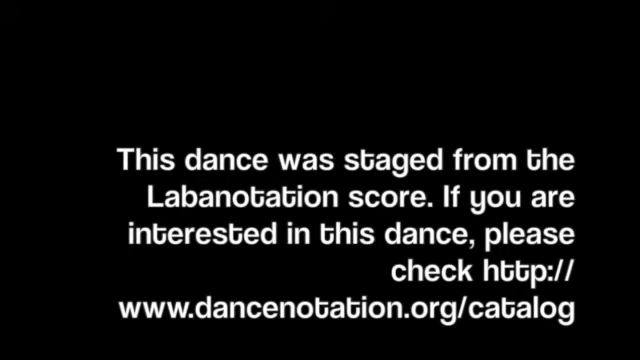 This dance was staged from the
Labanotation score. If you are
interested in this dance, please
check http://
www.dancenotation.org/catalog